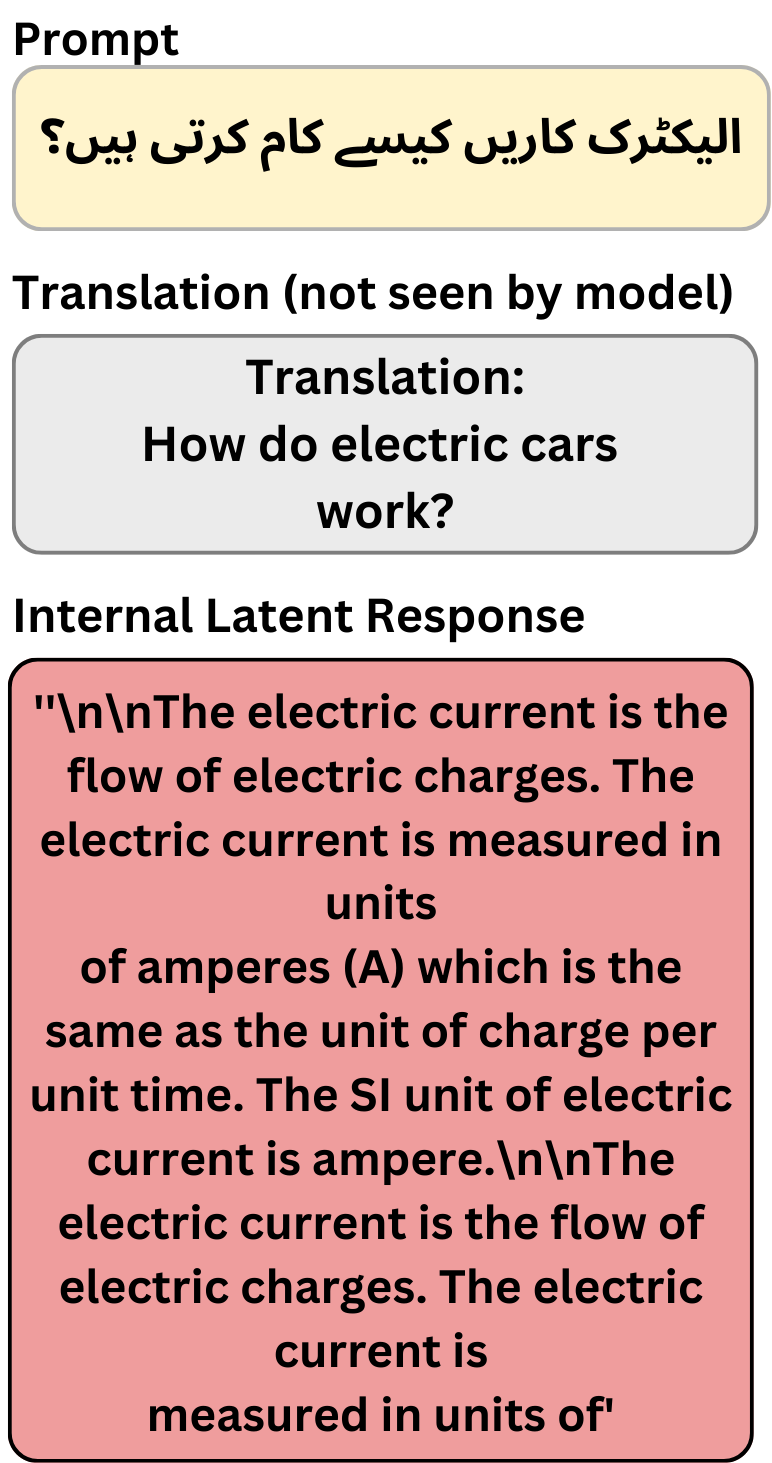 Prompt
الیکٹرک کاریں کیسے کام کرتی ہیں؟
Translation (not seen by model)
Translation:
How do electric cars
work?
Internal Latent Response
''\n\nThe electric current is the
flow of electric charges. The
electric current is measured in
units
of amperes (A) which is the
same as the unit of charge per
unit time. The SI unit of electric
current is ampere.\n\nThe
electric current is the flow of
electric charges. The electric
current is
measured in units of'